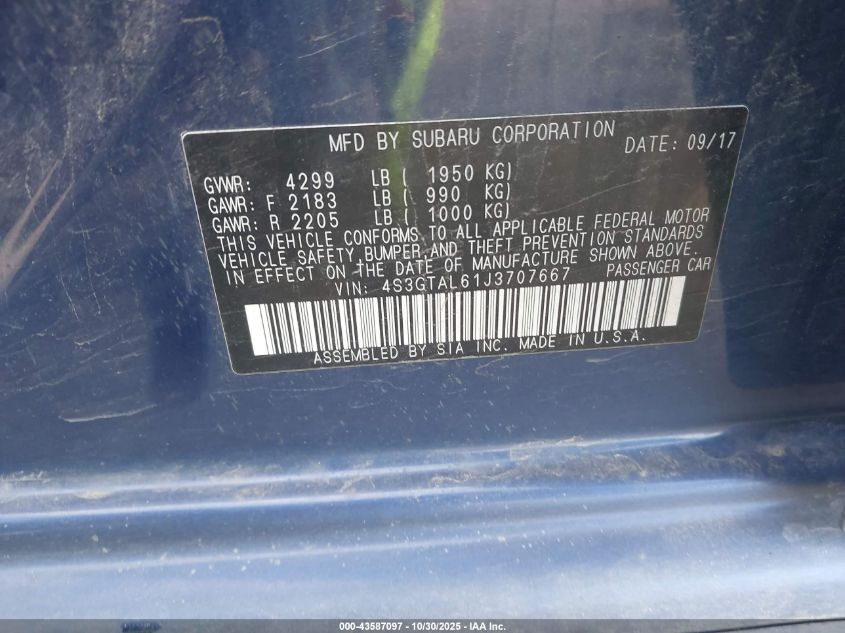 MFD BY SUBARU CORPORATION DATE: 09/17
GVWR: 4299 LB ( 1950 KG)
GAWR: F 2183 LB ( 990 KG)
GAWR: R 2205 LB ( 1000 KG)
THIS VEHICLE CONFORMS TO ALL APPLICABLE FEDERAL MOTOR
VEHICLE SAFETY,BUMPER,AND THEFT PREVENTION STANDARDS
IN EFFECT ON THE DATE OF MANUFACTURE SHOWN ABOVE.
VIN: 4S3GTAL61J3707667 PASSENGER CAR
ASSEMBLED BY SIA INC. MADE IN U.S.A.
000-43587097 - 10/30/2025 - IAA Inc.